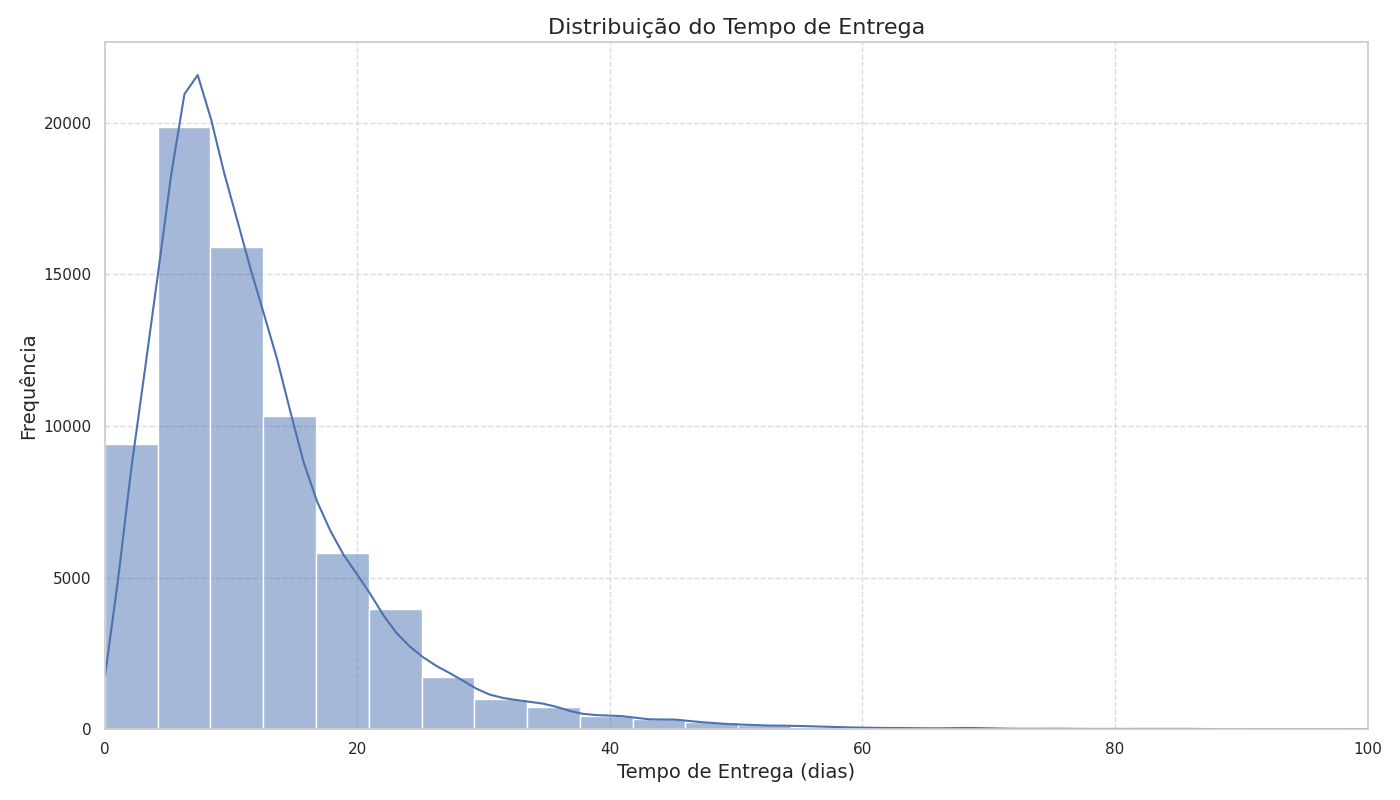 Distribuição do Tempo de Entrega
Frequência
20000
15000
10000
5000
0
0 20 40 60 80 100
Tempo de Entrega (dias)